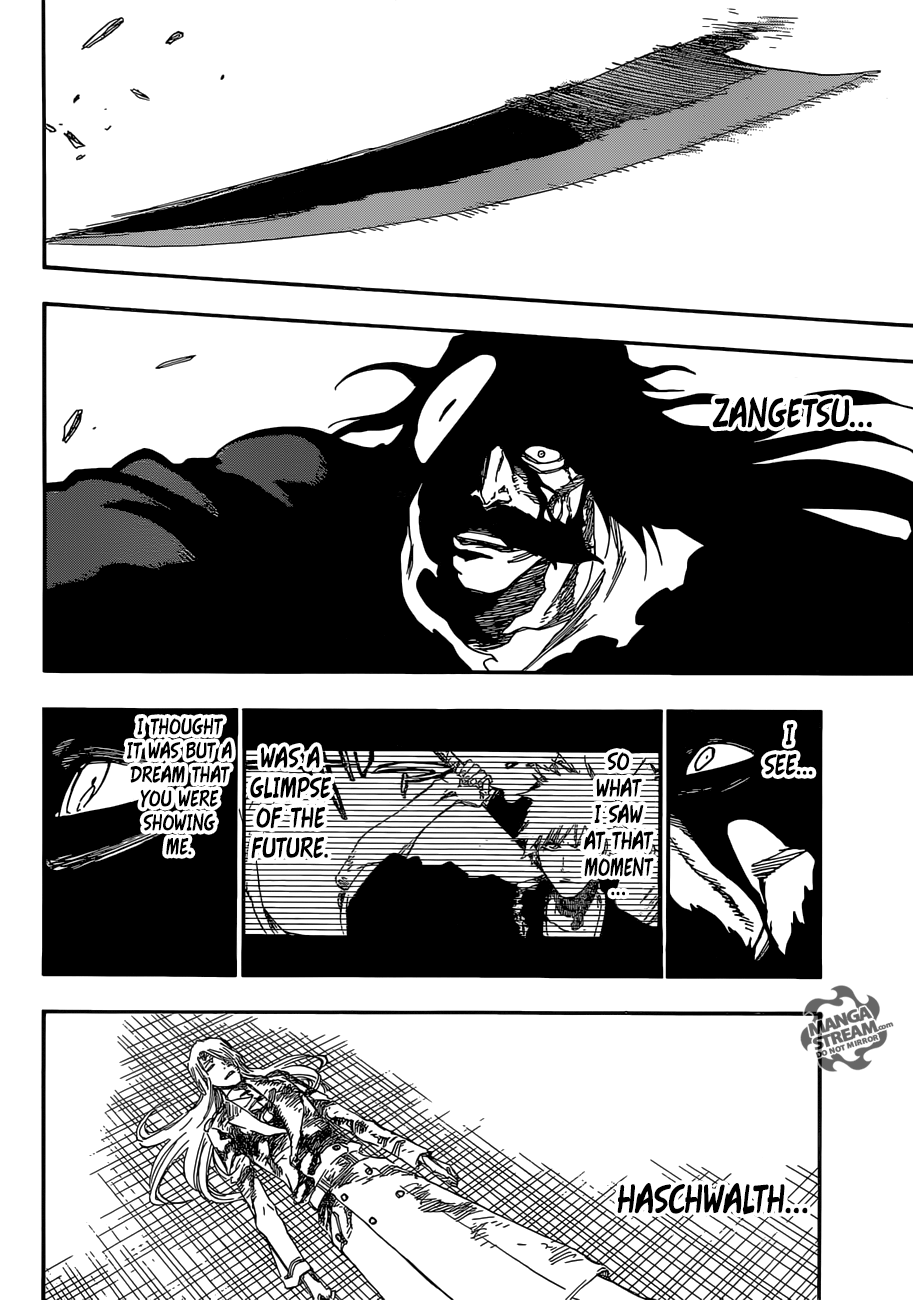 ZANGETSU...
I
SEE...
SO
WHAT
I SAW
AT THAT
MOMENT
...
WAS A
GLIMPSE
OF THE
FUTURE.
I THOUGHT
IT WAS BUT A
DREAM THAT
YOU WERE
SHOWING
ME.
MANGA
STREAM.com
DO NOT MIRROR!
HASCHWALTH...